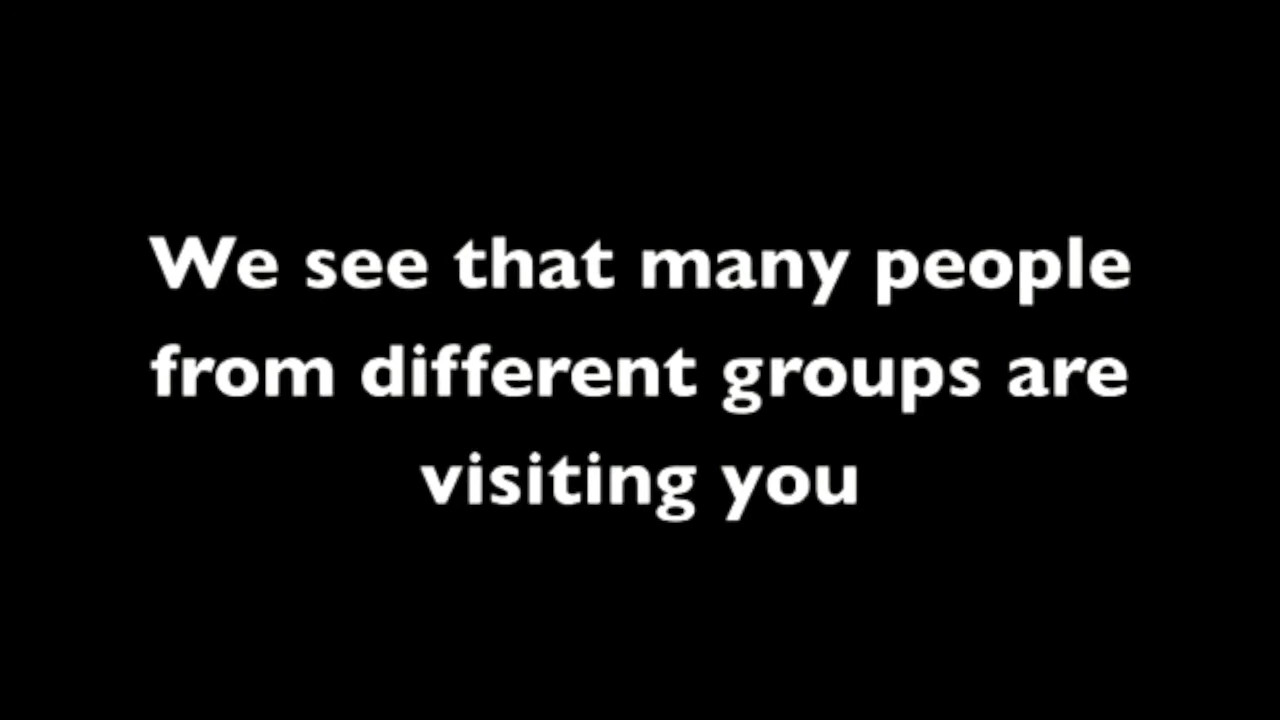 We see that many people
from different groups are
visiting you